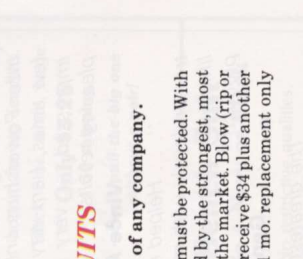 UITS
of any company.
must be protected. With
d by the strongest, most
the market. Blow (rip or
receive $34 plus another
l mo. replacement only